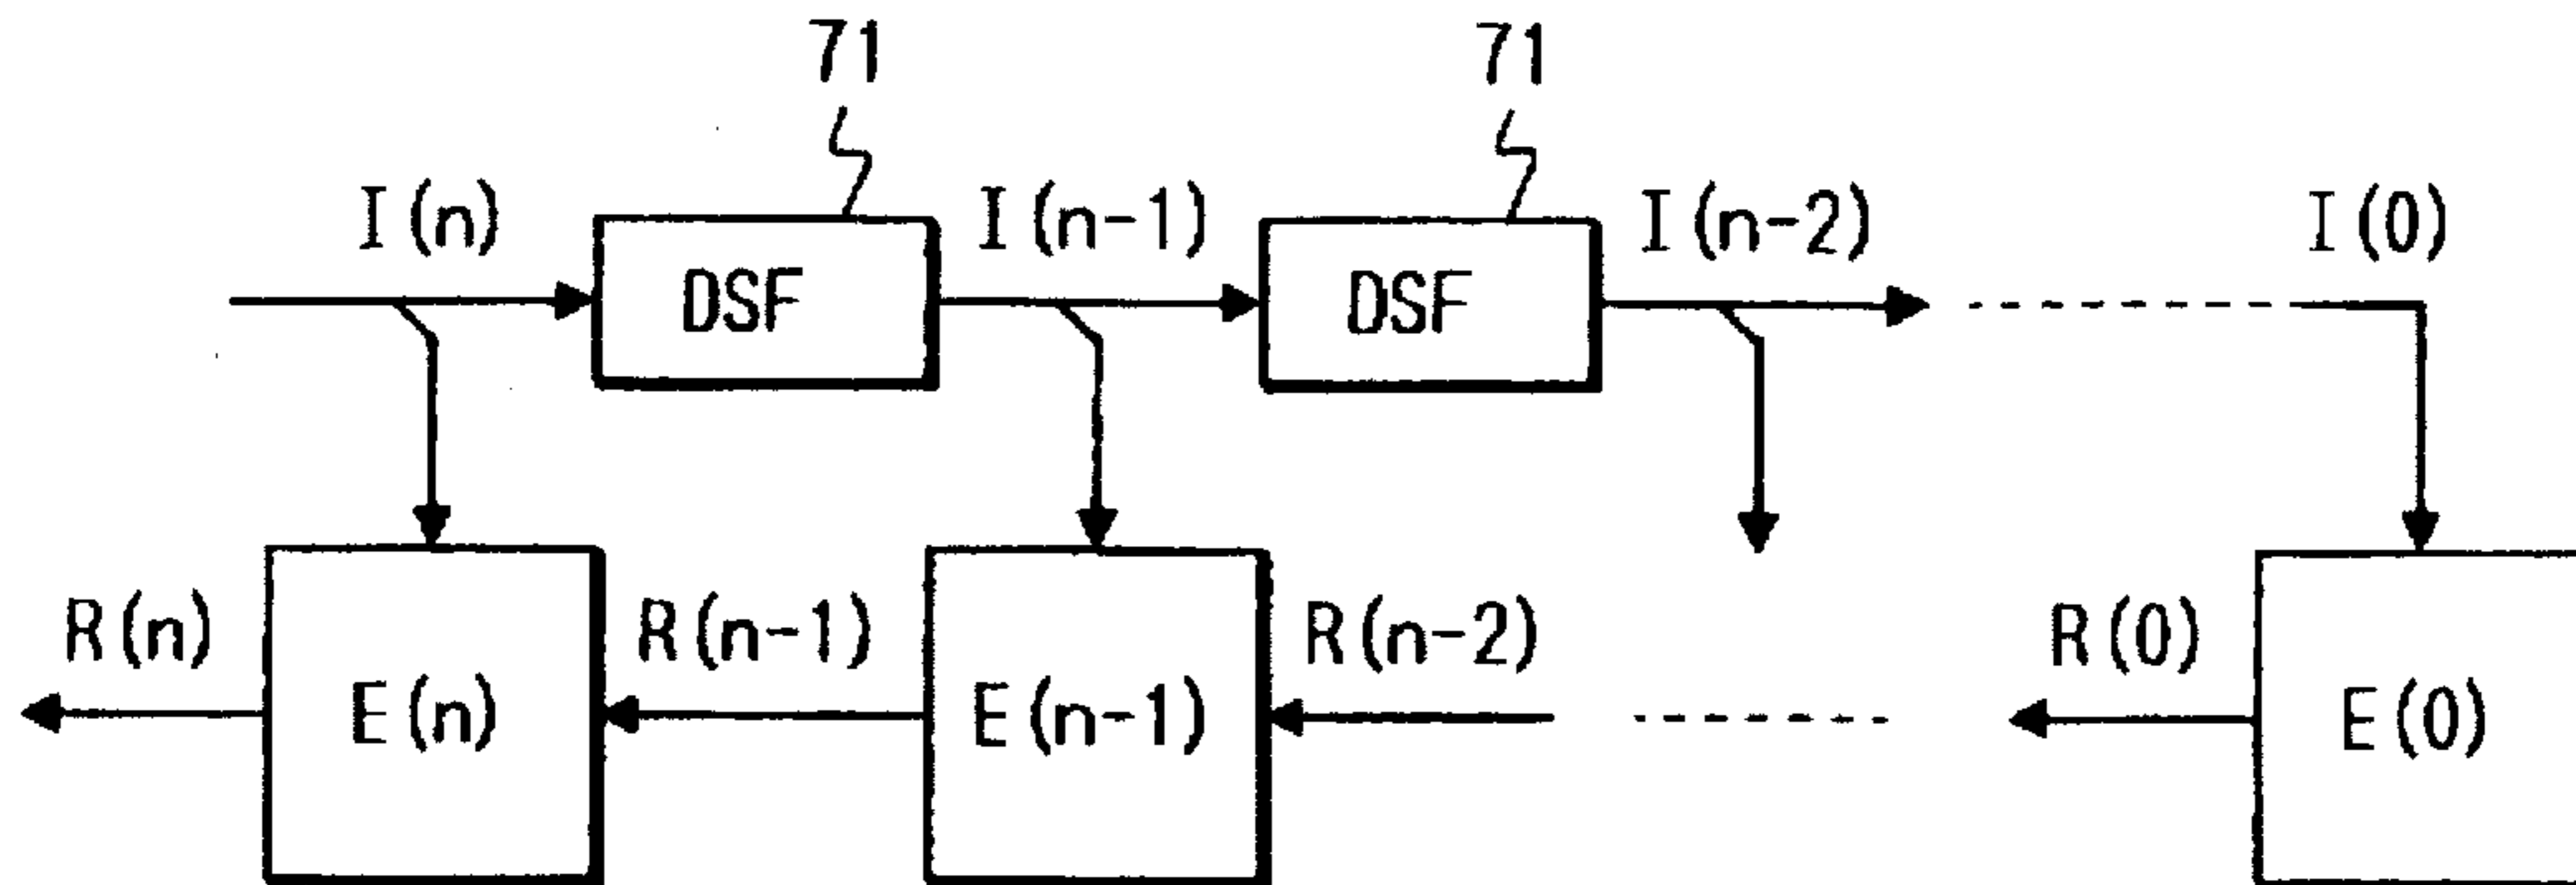 71 71
I(n) I(n-1) I(n-2) I(0)
DSF DSF
R(n) R(n-1) R(n-2) R(0)
E(n) E(n-1) E(0)